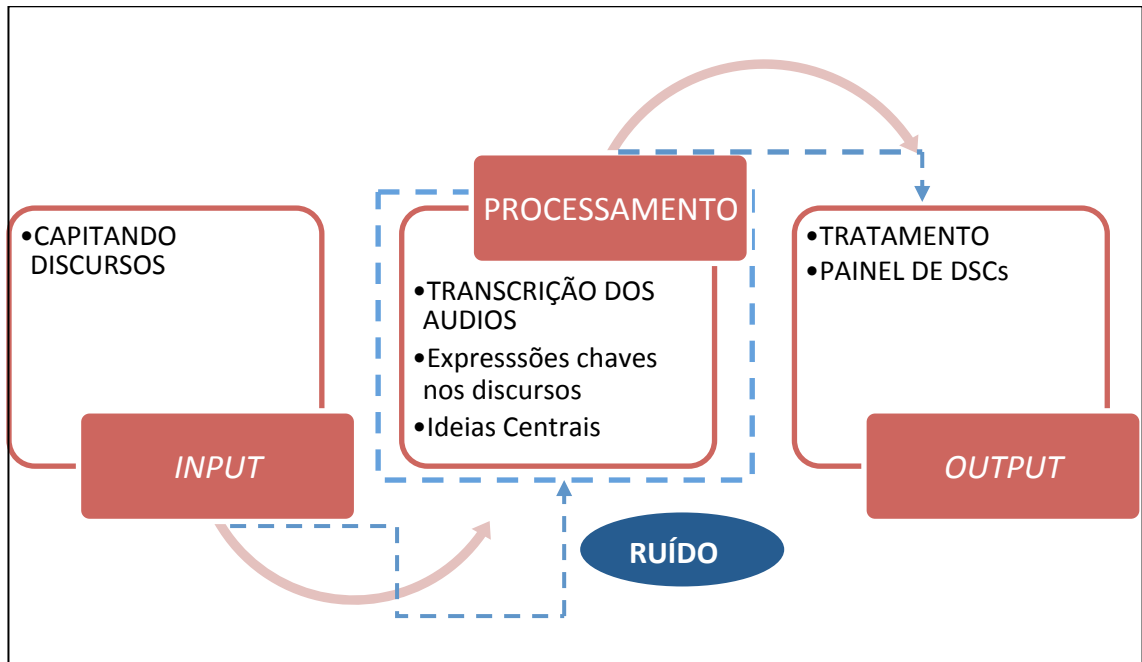 •CAPITANDO
DISCURSOS
INPUT
PROCESSAMENTO
•TRANSCRIÇÃO DOS
AUDIOS
•Expresssões chaves
nos discursos
•Ideias Centrais
RUÍDO
•TRATAMENTO
•PAINEL DE DSCs
OUTPUT